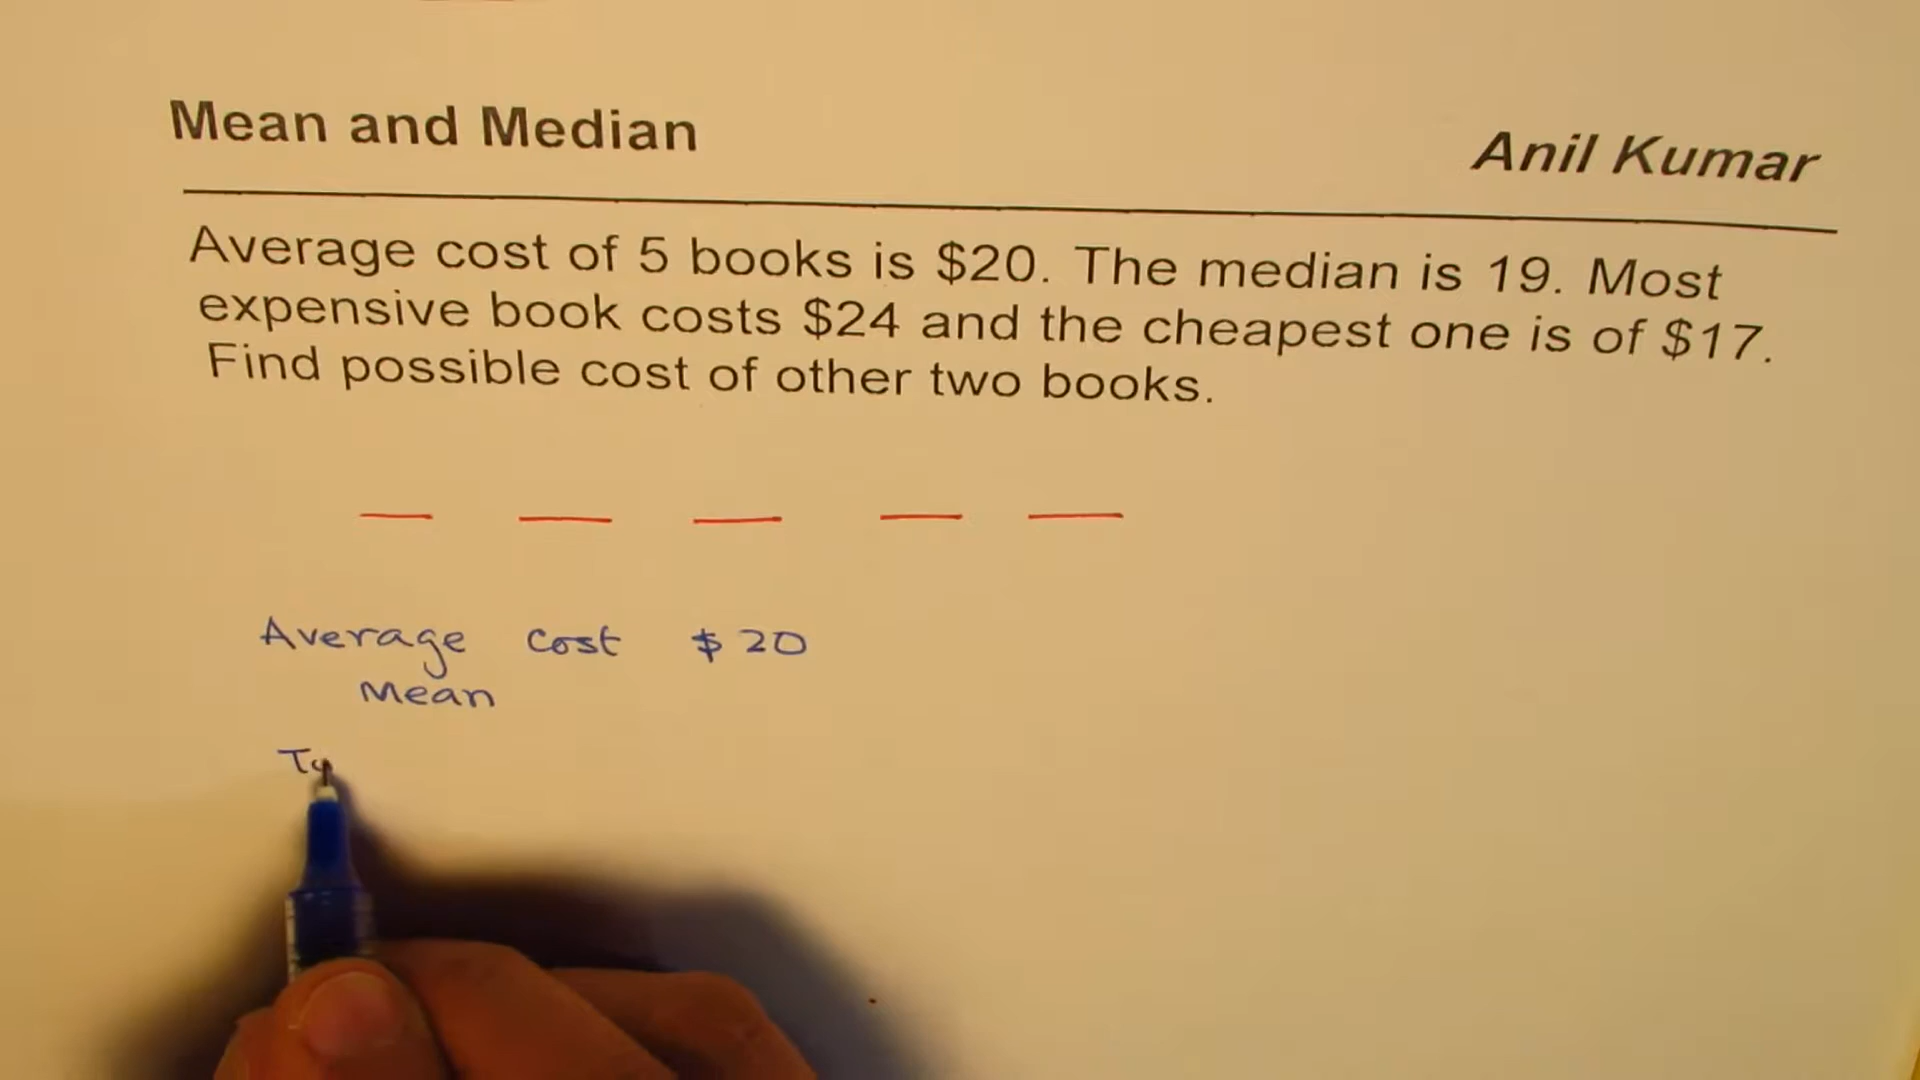 Mean and Median
Anil Kumar
Average cost of 5 books is $20. The median is 19. Most
expensive book costs $24 and the cheapest one is of $17.
Find possible cost of other two books.
Average cost $ 20
Mean
To